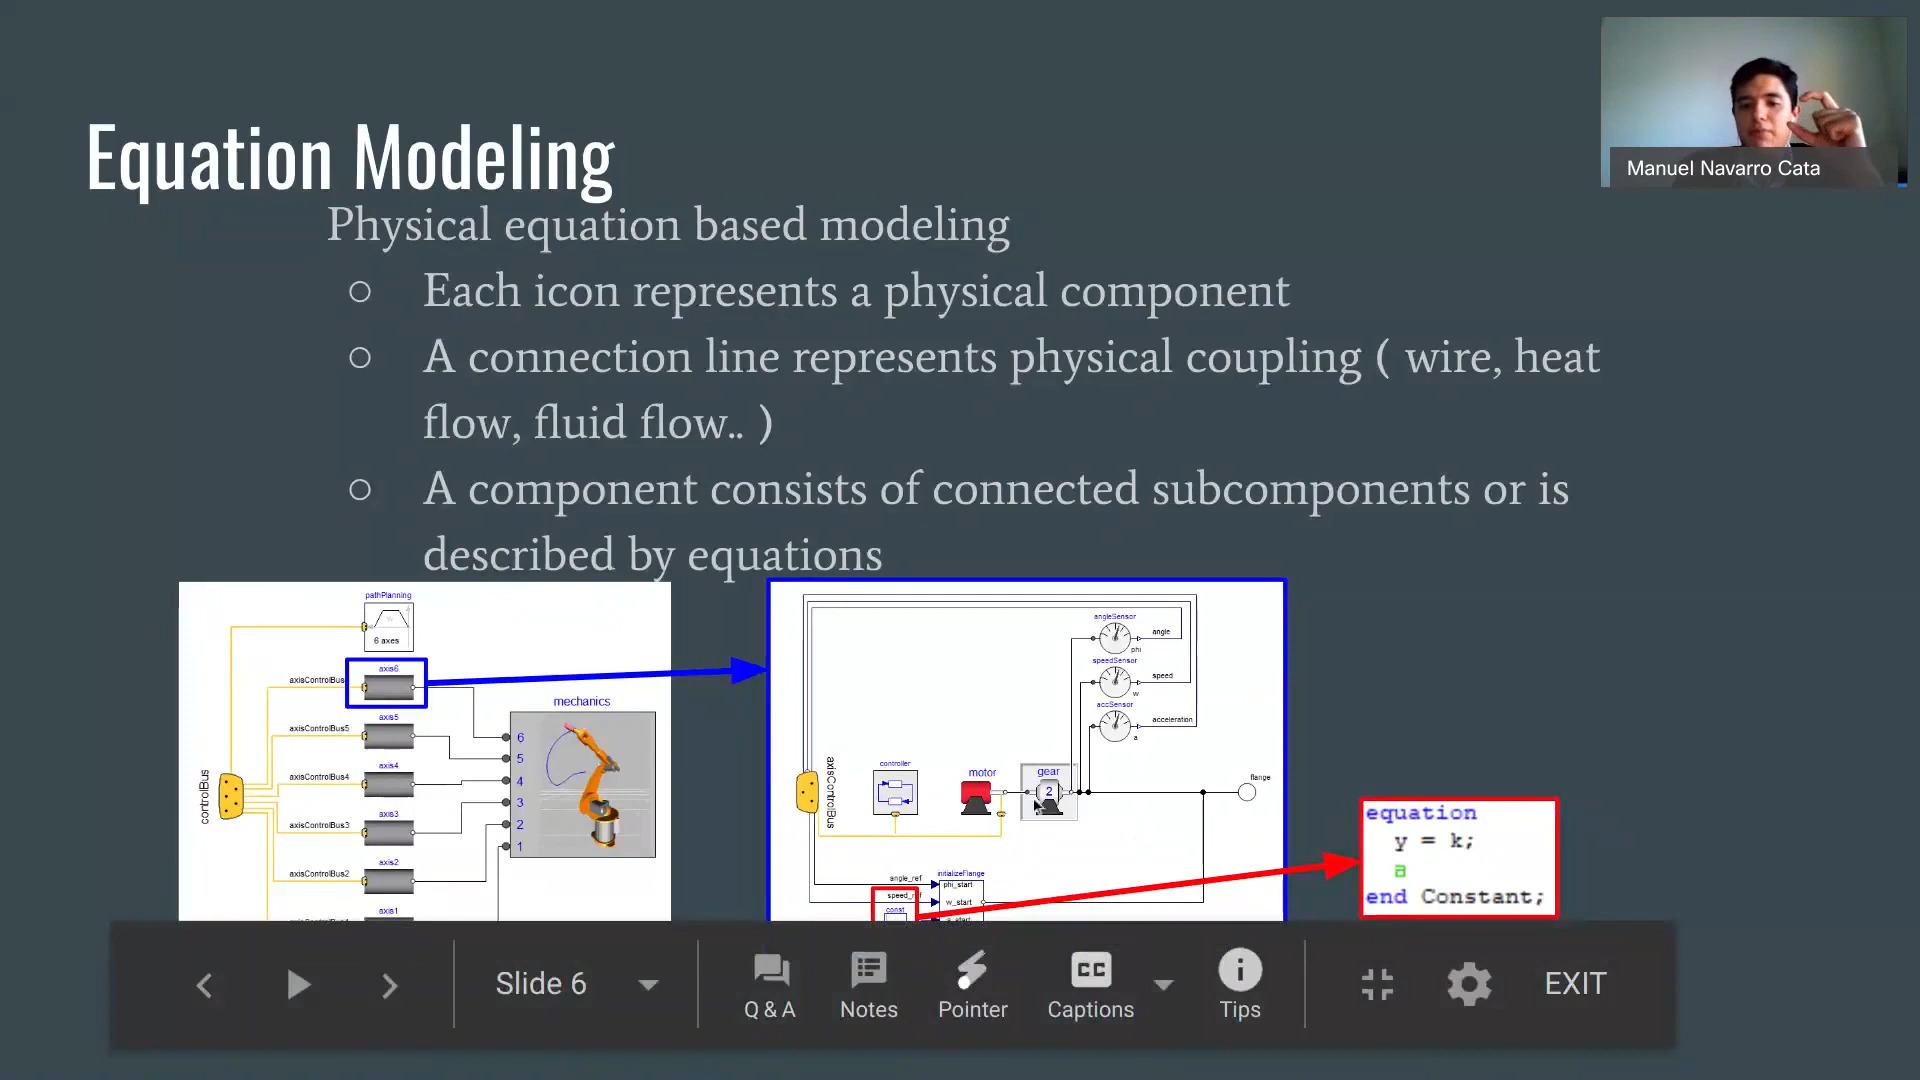 Equation Modeling
Manuel Navarro Cata
Physical equation based modeling
○ Each icon represents a physical component
○ A connection line represents physical coupling ( wire, heat
flow, fluid flow.. )
○ A component consists of connected subcomponents or is
described by equations
pathPlanning
6 axes
axis6
axisControlBus
axis5
axisControlBus5
axis4
axisControlBus4
axis3
axisControlBus3
axis2
axisControlBus2
axis1
controlBus
mechanics
6
5
4
3
2
1
angleSensor
angle
phi
speedSensor
speed
w
accSensor
acceleration
a
axisControlBus
controller
motor
gear
2
flange
angle_ref
initializeFlange
phi_start
w_start
const
equation
y = k;
a
end Constant;
Slide 6
Q & A
Notes
Pointer
CC
Captions
Tips
EXIT